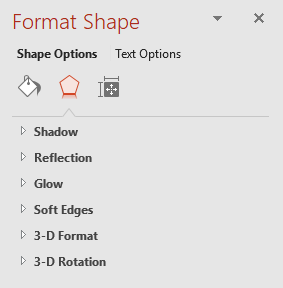 Format Shape
Shape Options Text Options
Shadow
Reflection
Glow
Soft Edges
3-D Format
3-D Rotation